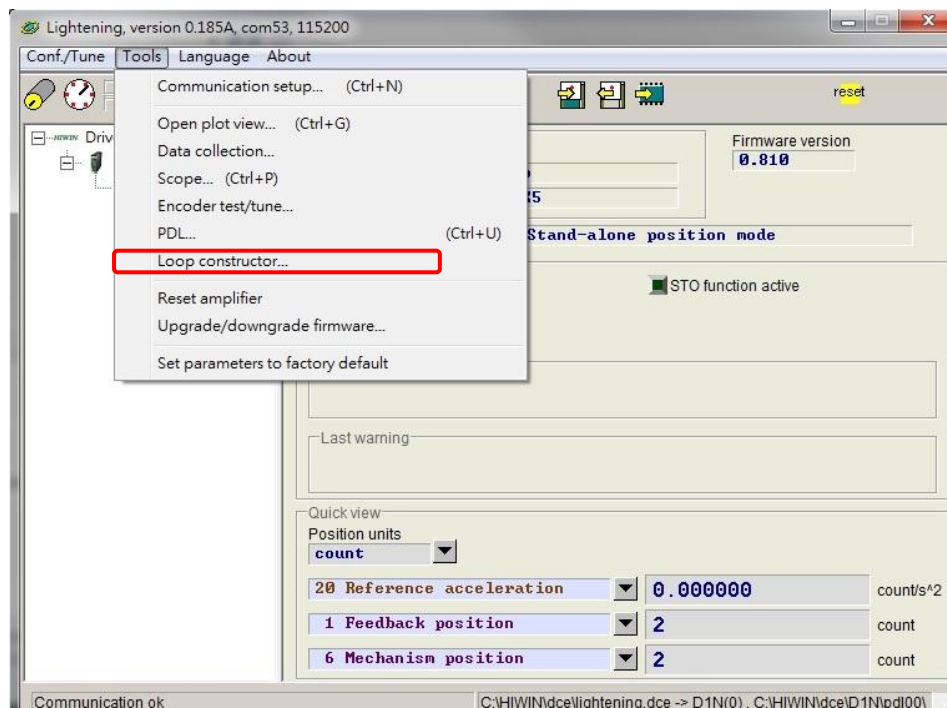 Lightening, version 0.185A, com53, 115200
Conf./Tune Tools Language About
Communication setup... (Ctrl+N)
Open plot view... (Ctrl+G)
Data collection...
Scope... (Ctrl+P)
Encoder test/tune...
PDL... (Ctrl+U)
Loop constructor...
Reset amplifier
Upgrade/downgrade firmware...
Set parameters to factory default
reset
HIWIN Driv
Firmware version
0.810
Stand-alone position mode
STO function active
Last warning
Quick view
Position units
count
20 Reference acceleration 0.000000 count/s^2
1 Feedback position 2 count
6 Mechanism position 2 count
Communication ok C:\HIWIN\dce\lightening.dce -> D1N(0) , C:\HIWIN\dce\D1N\pdl00\